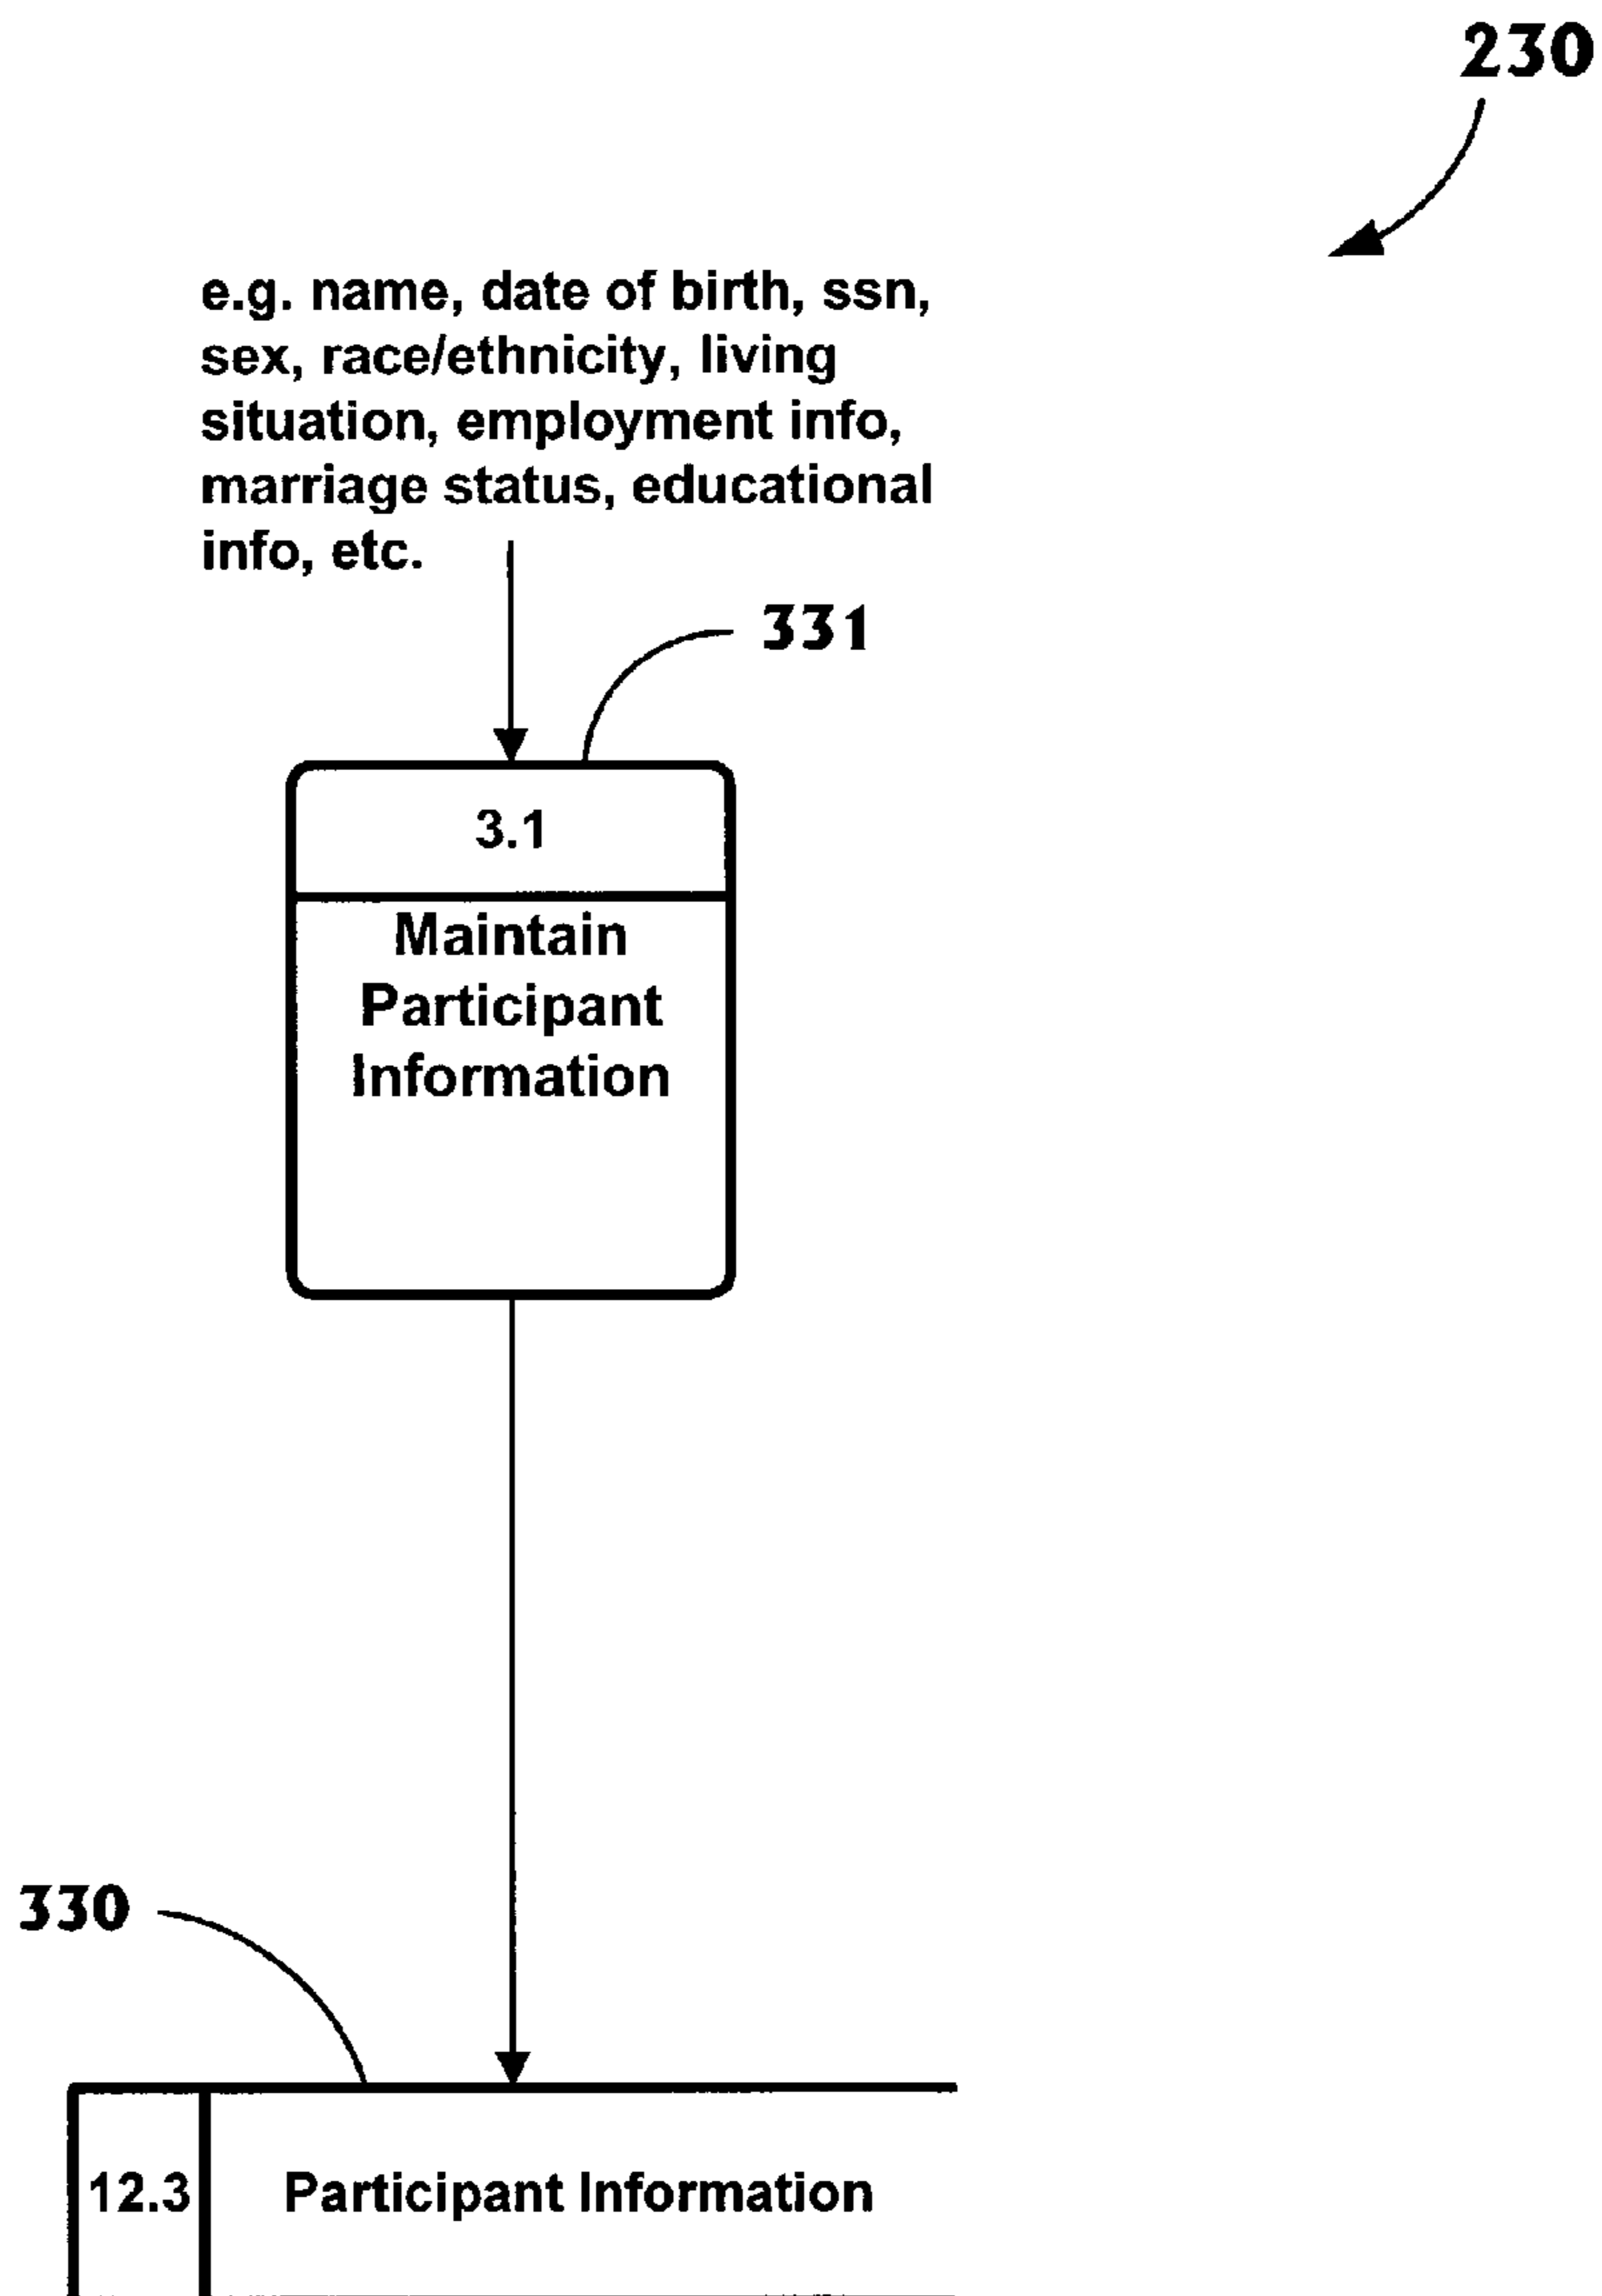 230
e.g. name, date of birth, ssn,
sex, race/ethnicity, living
situation, employment info,
marriage status, educational
info, etc.
331
3.1
Maintain
Participant
Information
330
12.3 Participant Information